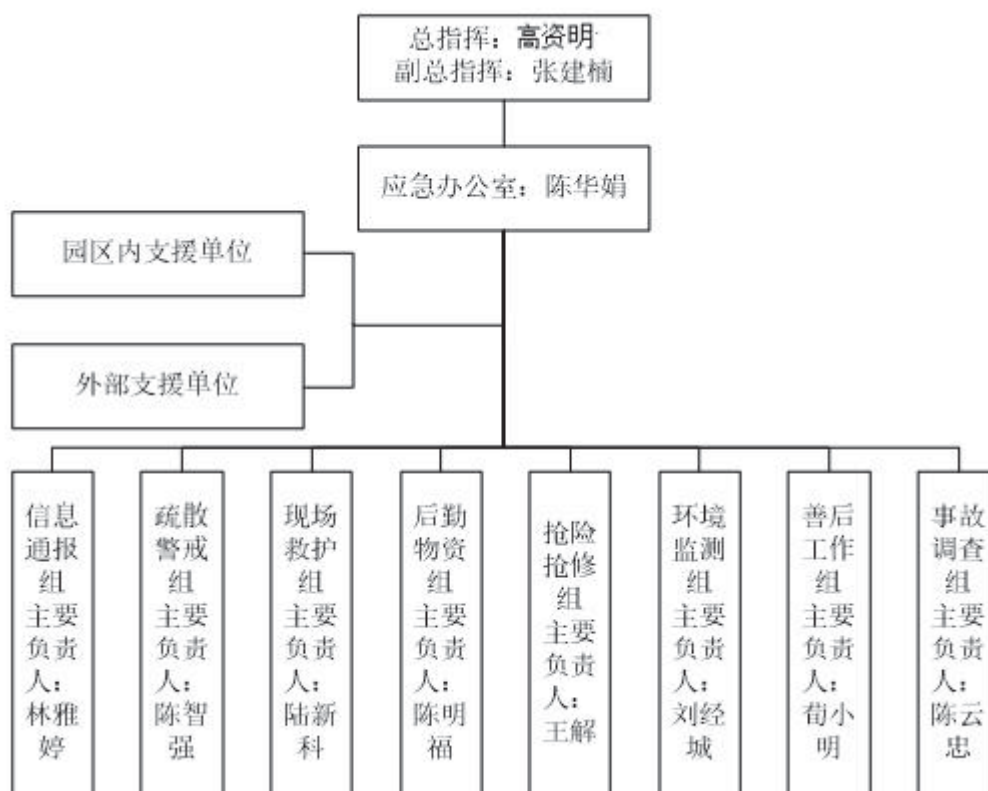 总指挥：高资明
副总指挥：张建楠
应急办公室：陈华娟
园区内支援单位
外部支援单位
信息
通报
组
主要
负责
人：
林雅
婷
疏散
警戒
组
主要
负责
人：
陈智
强
现场
救护
组
主要
负责
人：
陆新
科
后勤
物资
组
主要
负责
人：
陈明
福
抢险
抢修
组
主要
负责
人：
王解
环境
监测
组
主要
负责
人：
刘经
城
善后
工作
组
主要
负责
人：
荀小
明
事故
调查
组
主要
负责
人：
陈云
忠